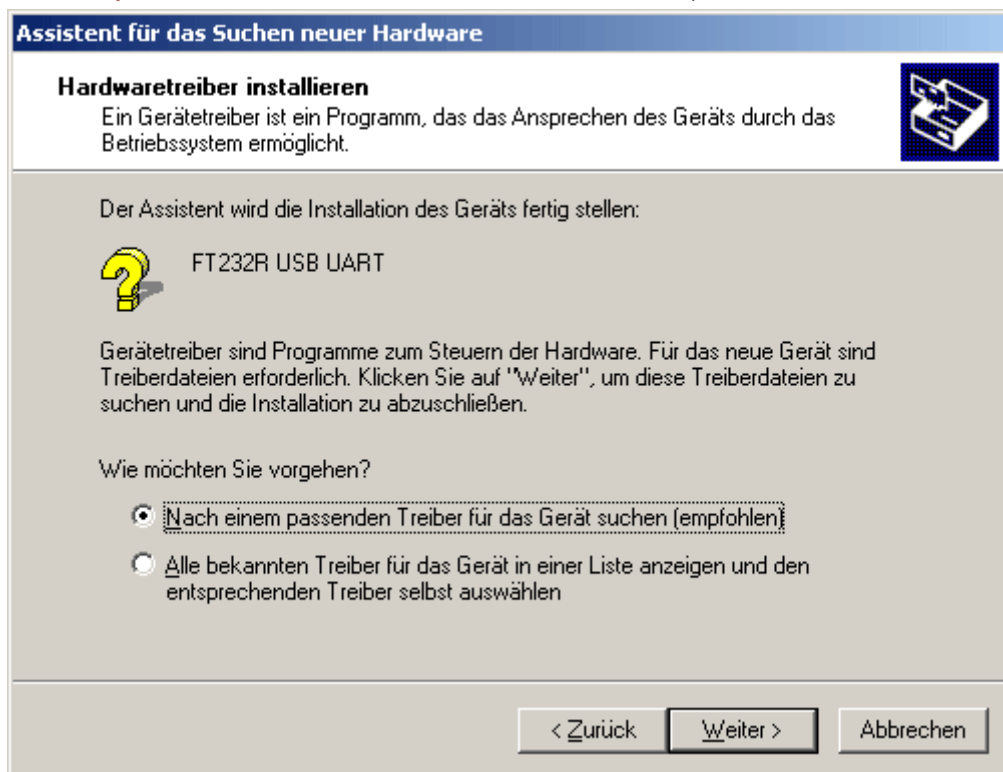 Assistent für das Suchen neuer Hardware
Hardwaretreiber installieren
Ein Gerätetreiber ist ein Programm, das das Ansprechen des Geräts durch das
Betriebssystem ermöglicht.
Der Assistent wird die Installation des Geräts fertig stellen:
FT232R USB UART
Gerätetreiber sind Programme zum Steuern der Hardware. Für das neue Gerät sind
Treiberdateien erforderlich. Klicken Sie auf "Weiter", um diese Treiberdateien zu
suchen und die Installation zu abzuschließen.
Wie möchten Sie vorgehen?
Nach einem passenden Treiber für das Gerät suchen (empfohlen)
Alle bekannten Treiber für das Gerät in einer Liste anzeigen und den
entsprechenden Treiber selbst auswählen
< Zurück Weiter > Abbrechen